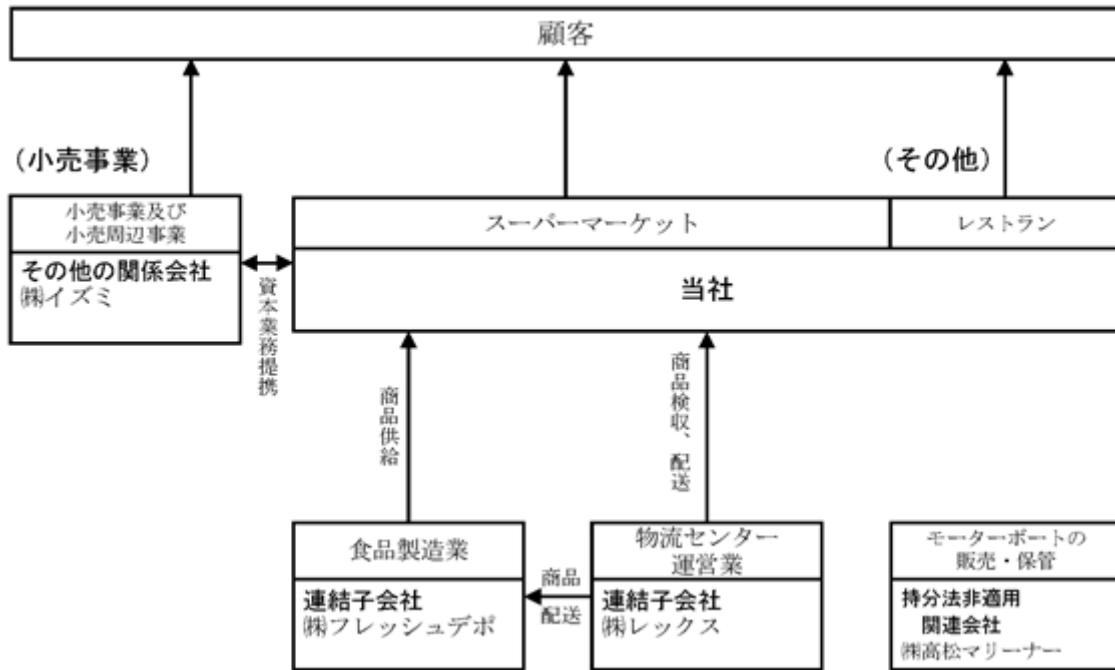 顧客
(小売事業)
(その他)
小売事業及び
小売周辺事業
その他の関係会社
㈱イズミ
資本業務提携
スーパーマーケット
レストラン
当社
商品供給
商品検収、配送
食品製造業
連結子会社
㈱フレッシュデポ
商品
配送
物流センター
運営業
連結子会社
㈱レックス
モーターボートの
販売・保管
持分法非適用
関連会社
㈱高松マリーナー